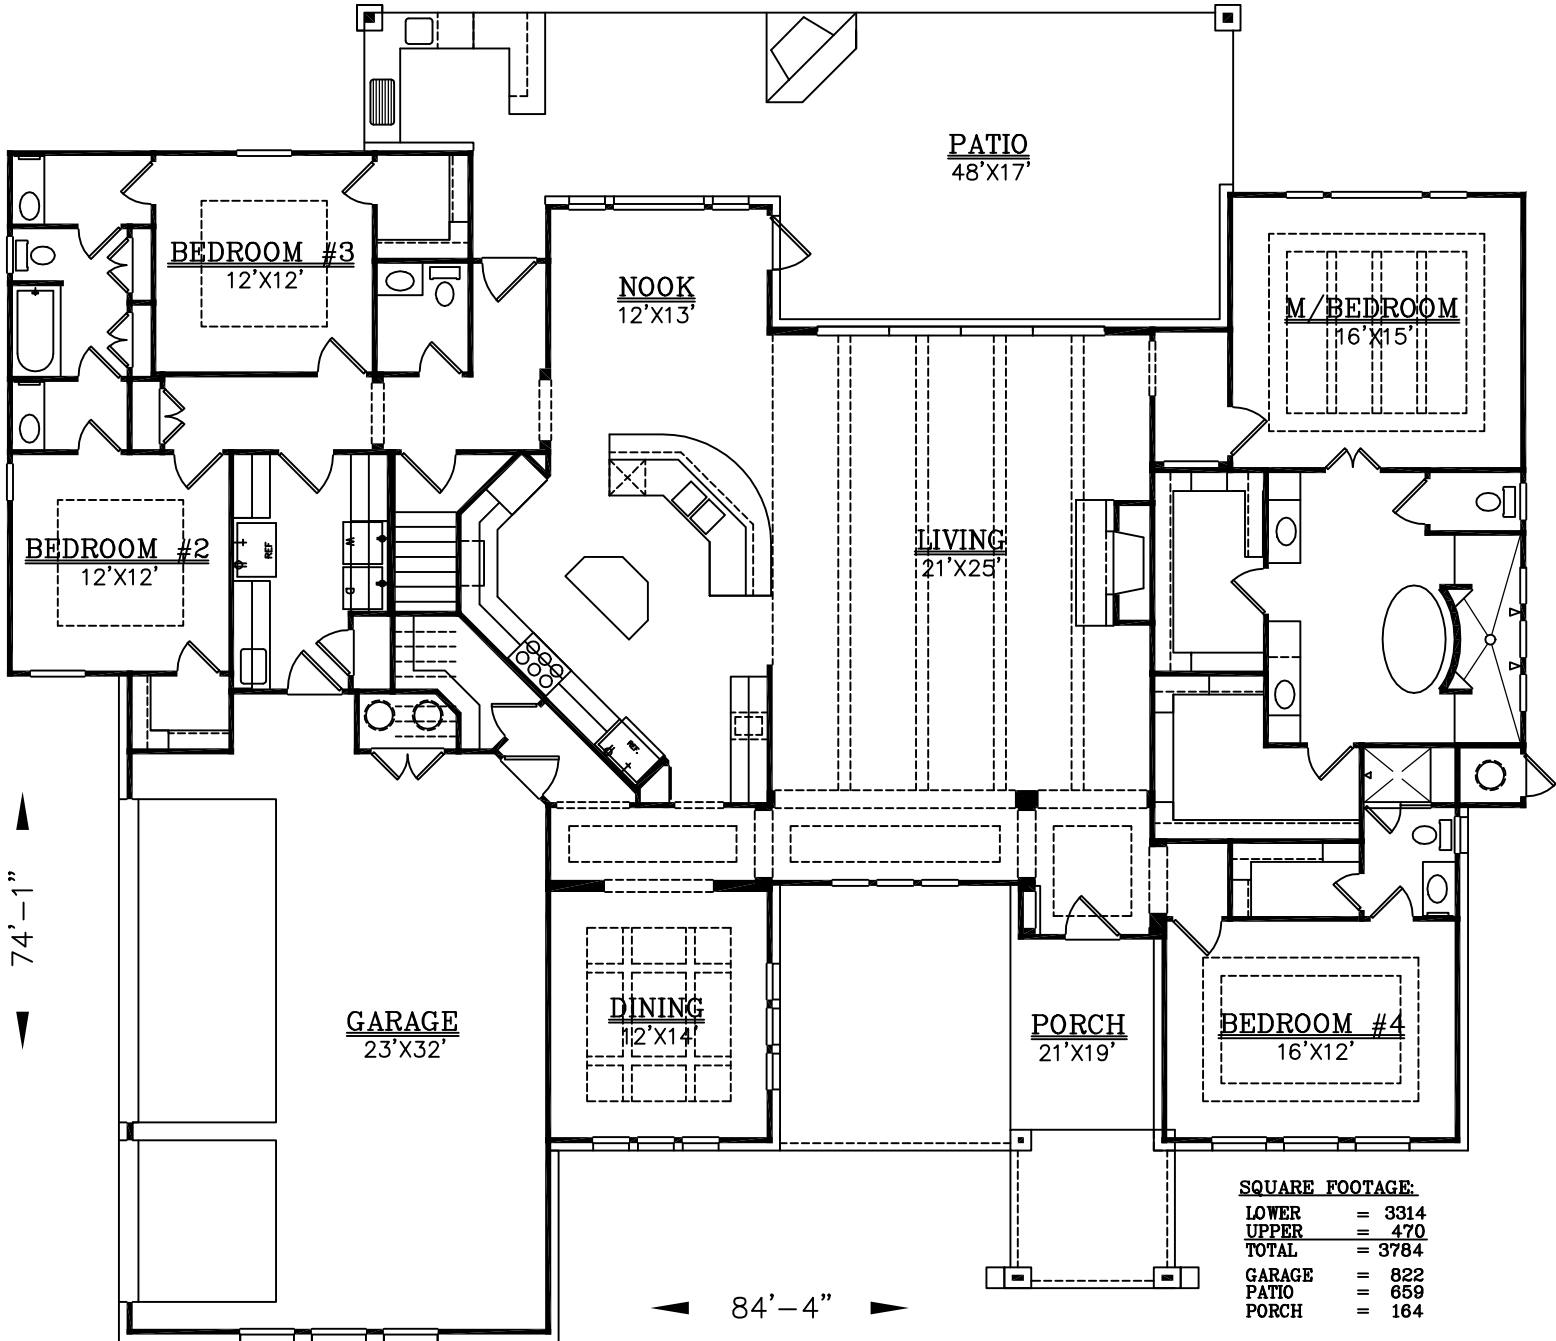 PATIO
48'X17'
BEDROOM #3
12'X12'
NOOK
12'X13'
M/BEDROOM
16'X15'
BEDROOM #2
12'X12'
REF
W
D
LIVING
21'X25'
REF.
74'-1"
GARAGE
23'X32'
DINING
12'X14'
PORCH
21'X19'
BEDROOM #4
16'X12'
SQUARE FOOTAGE:
LOWER = 3314
UPPER = 470
TOTAL = 3784
GARAGE = 822
PATIO = 659
PORCH = 164
84'-4"